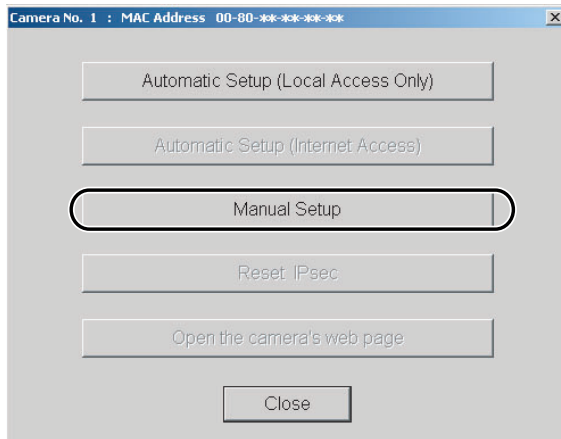 Camera No. 1 : MAC Address 00-80-**-**-**-**
Automatic Setup (Local Access Only)
Automatic Setup (Internet Access)
Manual Setup
Reset IPsec
Open the camera's web page
Close